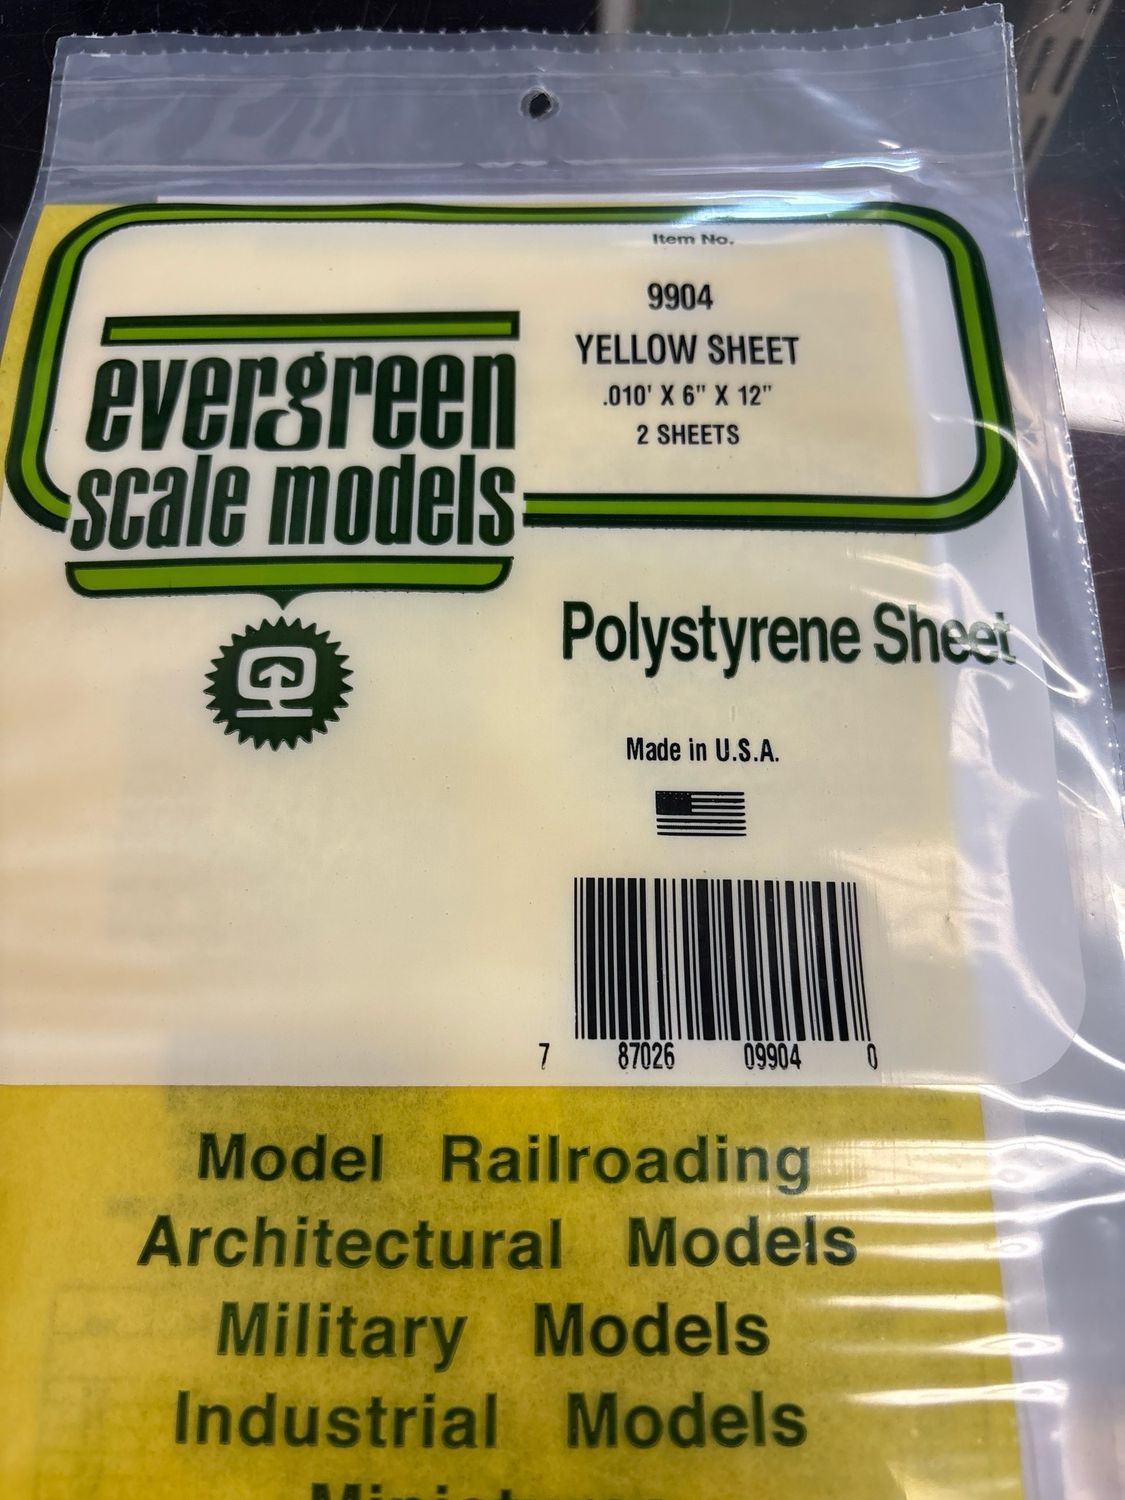 Item No.
9904
YELLOW SHEET
.010' X 6" X 12"
2 SHEETS
evergreen
scale models
Polystyrene Sheet
Made in U.S.A.
7 87026 09904 0
Model Railroading
Architectural Models
Military Models
Industrial Models